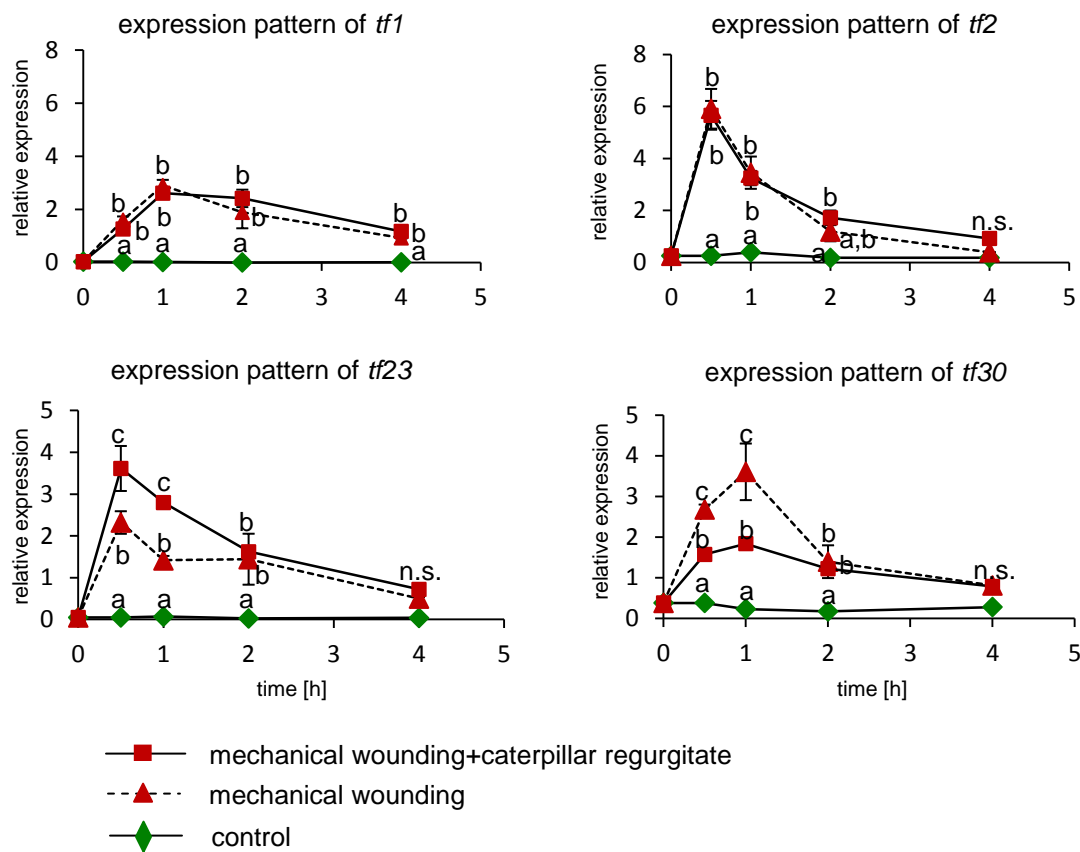 expression pattern of tf1
relative expression
8
6
4
2
0
b
b
b
b
b
b
b
b
a
a
a
a
0 1 2 3 4 5
expression pattern of tf2
relative expression
8
6
4
2
0
b
b
b
b
b
a,b
n.s.
a
a
a
0 1 2 3 4 5
expression pattern of tf23
relative expression
5
4
3
2
1
0
c
c
b
b
b
b
n.s.
a
a
a
0 1 2 3 4 5
time [h]
expression pattern of tf30
relative expression
5
4
3
2
1
0
c
c
b
b
b
b
n.s.
a
a
a
0 1 2 3 4 5
time [h]
mechanical wounding+caterpillar regurgitate
mechanical wounding
control